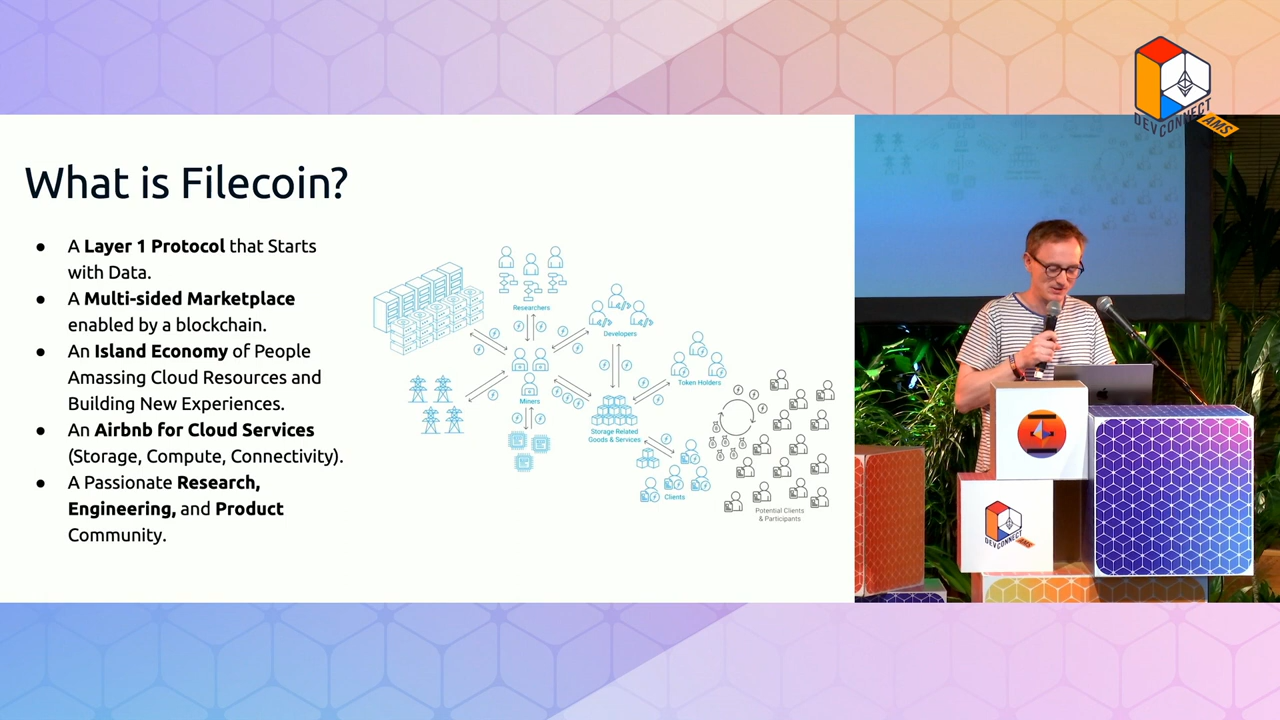 What is Filecoin?
● A Layer 1 Protocol that Starts
with Data.
● A Multi-sided Marketplace
enabled by a blockchain.
● An Island Economy of People
Amassing Cloud Resources and
Building New Experiences.
● An Airbnb for Cloud Services
(Storage, Compute, Connectivity).
● A Passionate Research,
Engineering, and Product
Community.
Researchers
Developers
Token Holders
Miners
Storage Related
Goods & Services
Clients
Potential Clients
& Participants
DEVCONNECT
AMS
DEVCONNECT
AMS